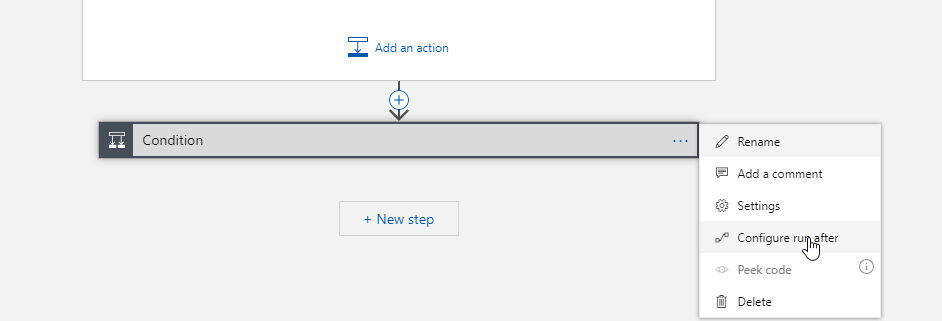 Add an action
Condition
...
Rename
Add a comment
Settings
Configure run after
Peek code
Delete
+ New step